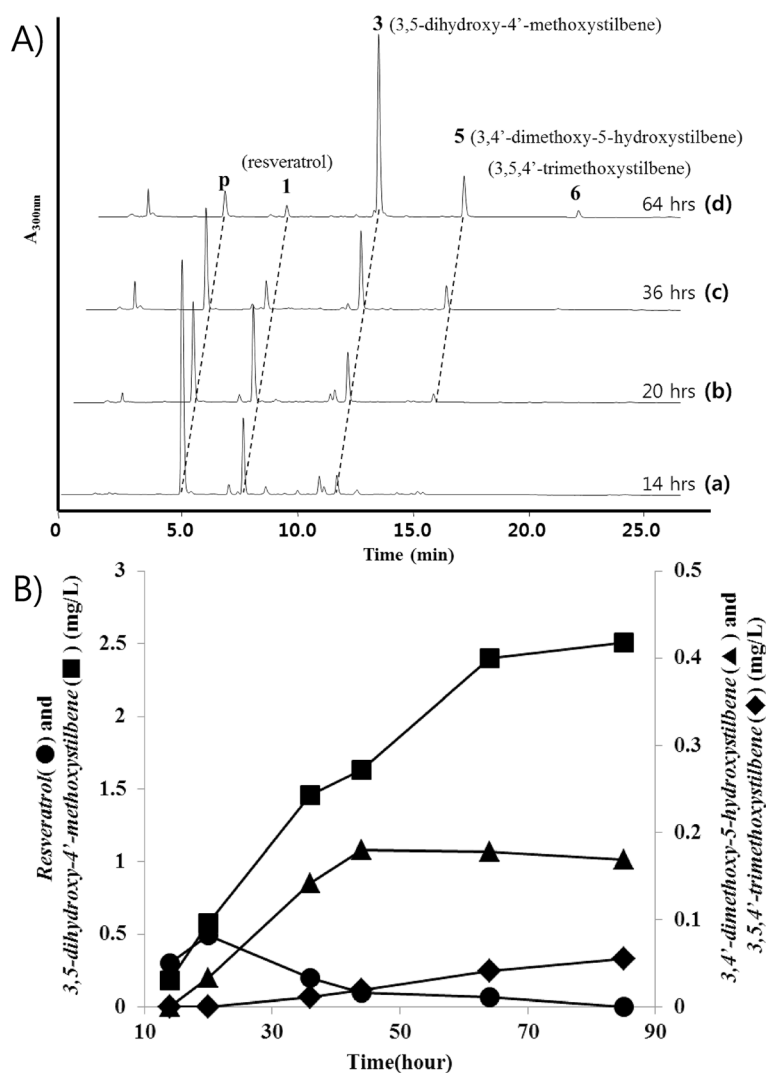 A)
3 (3,5-dihydroxy-4’-methoxystilbene)
5 (3,4’-dimethoxy-5-hydroxystilbene)
(resveratrol)
(3,5,4’-trimethoxystilbene)
p
1
6
64 hrs (d)
36 hrs (c)
20 hrs (b)
14 hrs (a)
A300nm
0 5.0 10.0 15.0 20.0 25.0
Time (min)
B)
3
2.5
2
1.5
1
0.5
0
0.5
0.4
0.3
0.2
0.1
0
10 30 50 70 90
Time(hour)
Resveratrol(●) and
3,5-dihydroxy-4’-methoxystilbene(■) (mg/L)
3,4’-dimethoxy-5-hydroxystilbene(▲) and
3,5,4’-trimethoxystilbene(◆) (mg/L)